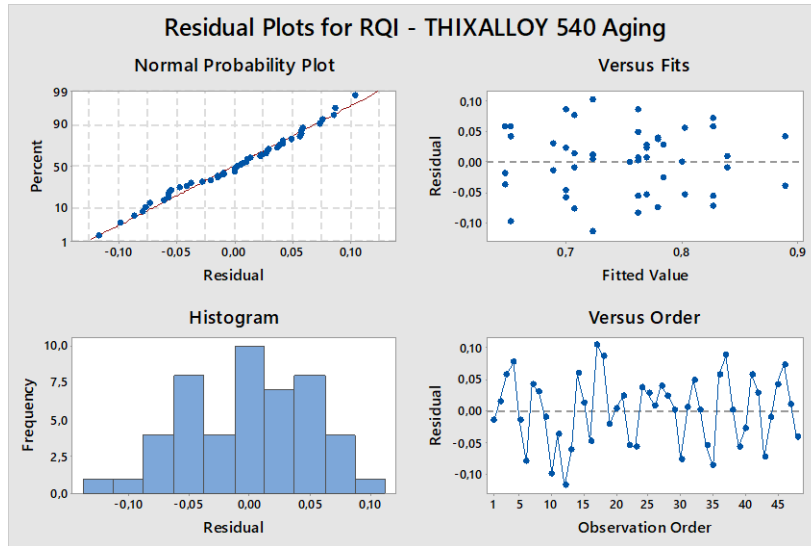 Residual Plots for RQI - THIXALLOY 540 Aging
Normal Probability Plot
99
90
50
10
1
Percent
-0,10 -0,05 0,00 0,05 0,10
Residual
Versus Fits
0,10
0,05
0,00
-0,05
-0,10
Residual
0,7 0,8 0,9
Fitted Value
Histogram
10,0
7,5
5,0
2,5
0,0
Frequency
-0,10 -0,05 0,00 0,05 0,10
Residual
Versus Order
0,10
0,05
0,00
-0,05
-0,10
Residual
1 5 10 15 20 25 30 35 40 45
Observation Order